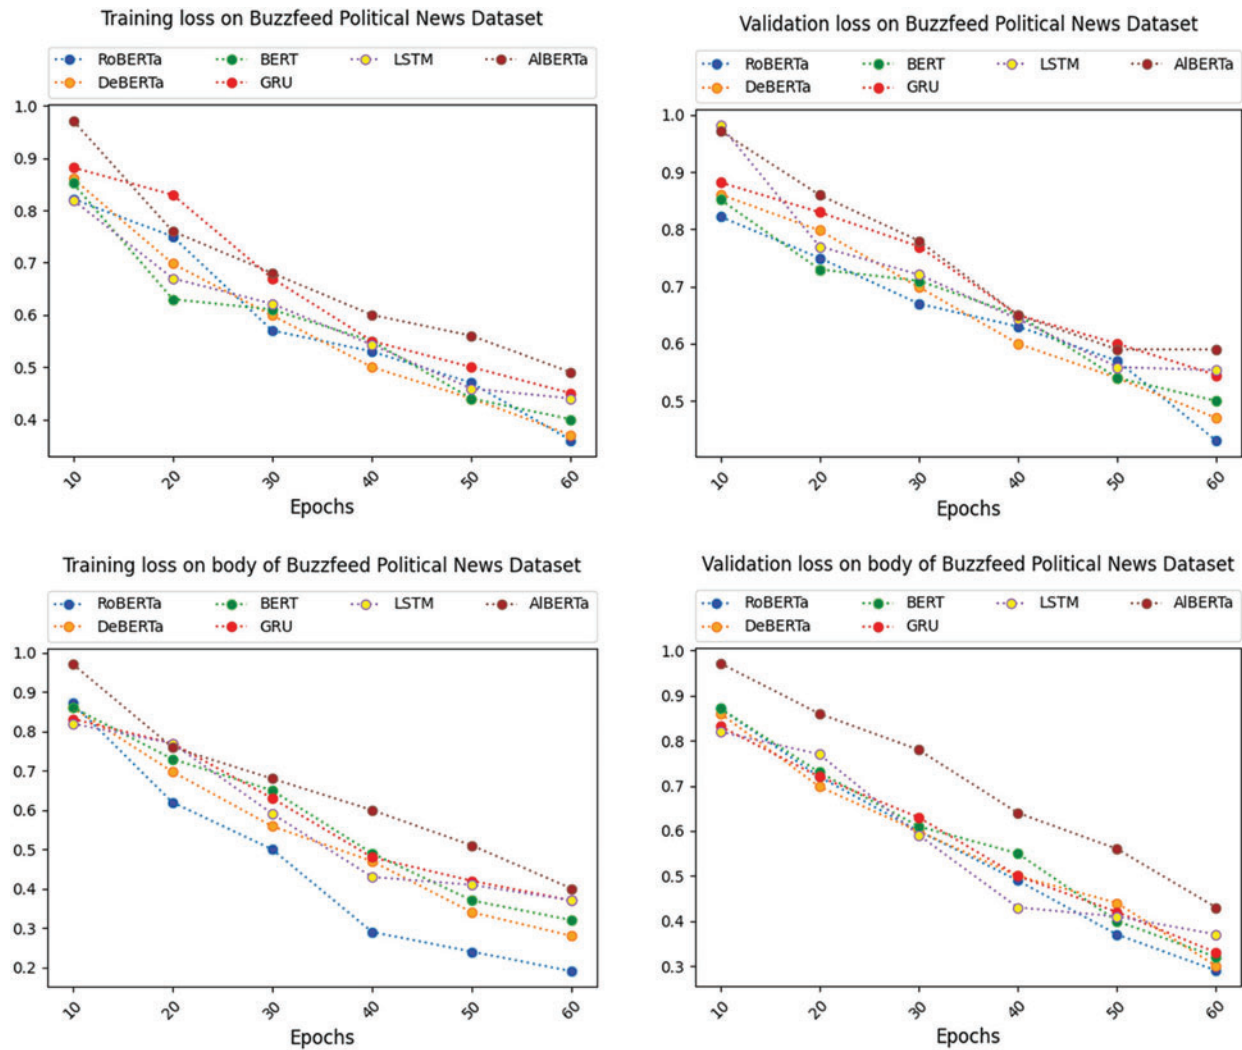 Training loss on Buzzfeed Political News Dataset
RoBERTa BERT LSTM AlBERTa
DeBERTa GRU
1.0
0.9
0.8
0.7
0.6
0.5
0.4
10 20 30 40 50 60
Epochs
Validation loss on Buzzfeed Political News Dataset
RoBERTa BERT LSTM AlBERTa
DeBERTa GRU
1.0
0.9
0.8
0.7
0.6
0.5
10 20 30 40 50 60
Epochs
Training loss on body of Buzzfeed Political News Dataset
RoBERTa BERT LSTM AlBERTa
DeBERTa GRU
1.0
0.9
0.8
0.7
0.6
0.5
0.4
0.3
0.2
10 20 30 40 50 60
Epochs
Validation loss on body of Buzzfeed Political News Dataset
RoBERTa BERT LSTM AlBERTa
DeBERTa GRU
1.0
0.9
0.8
0.7
0.6
0.5
0.4
0.3
10 20 30 40 50 60
Epochs